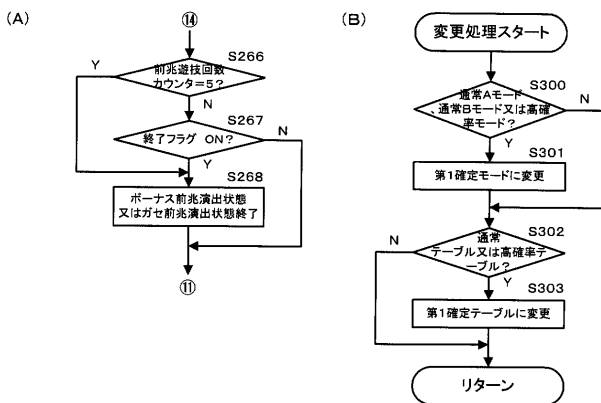 (A)
⑭
S266
前兆遊技回数
カウンタ=5?
Y
N
S267
終了フラグ ON?
N
Y
S268
ボーナス前兆演出状態
又はガセ前兆演出状態終了
⑪
(B)
変更処理スタート
S300
通常Aモード
、通常Bモード又は高確
率モード?
N
Y
S301
第1確定モードに変更
S302
通常
テーブル又は高確率テ
ーブル?
N
Y
S303
第1確定テーブルに変更
リターン